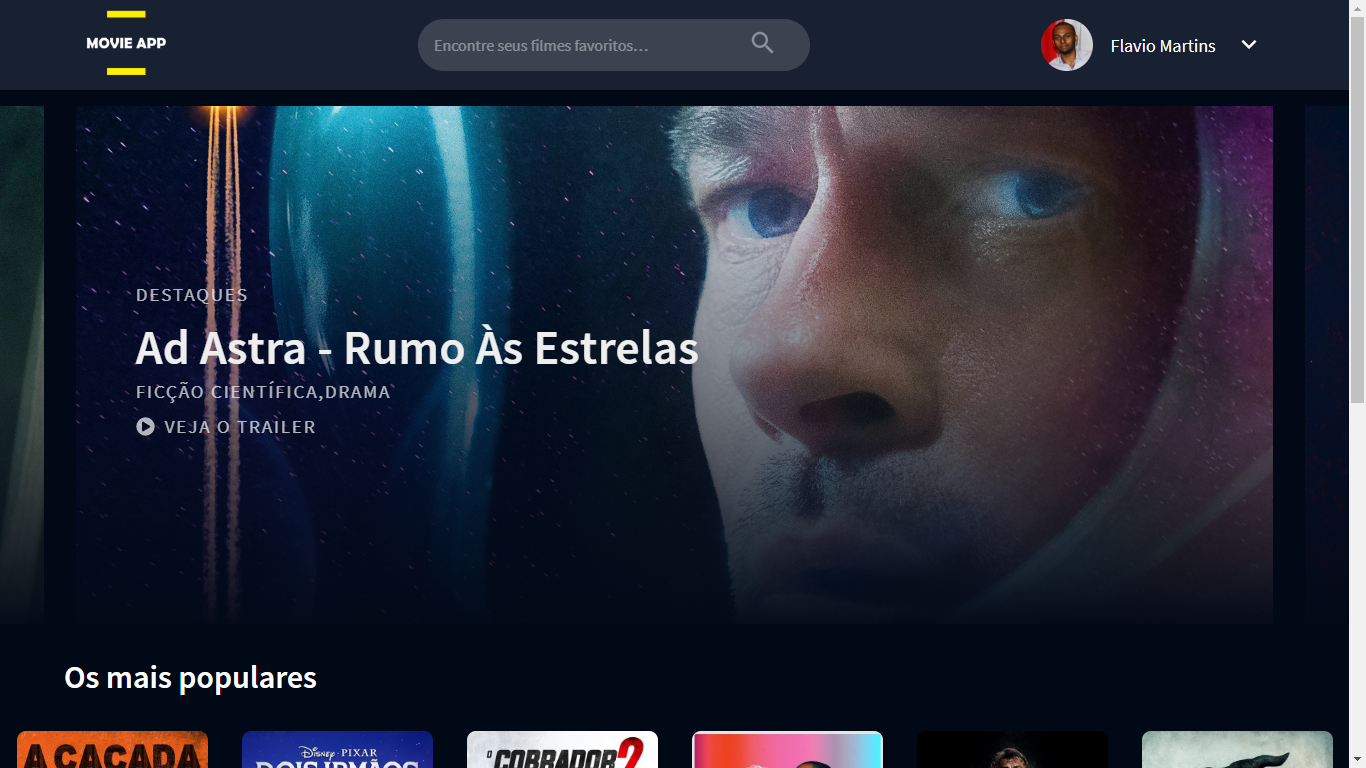 MOVIE APP
Encontre seus filmes favoritos...
Flavio Martins
DESTAQUES
Ad Astra - Rumo Às Estrelas
FICÇÃO CIENTÍFICA,DRAMA
VEJA O TRAILER
Os mais populares
A CAÇADA
Disney · PIXAR
DOIS IRMÃOS
O COBRADOR 2